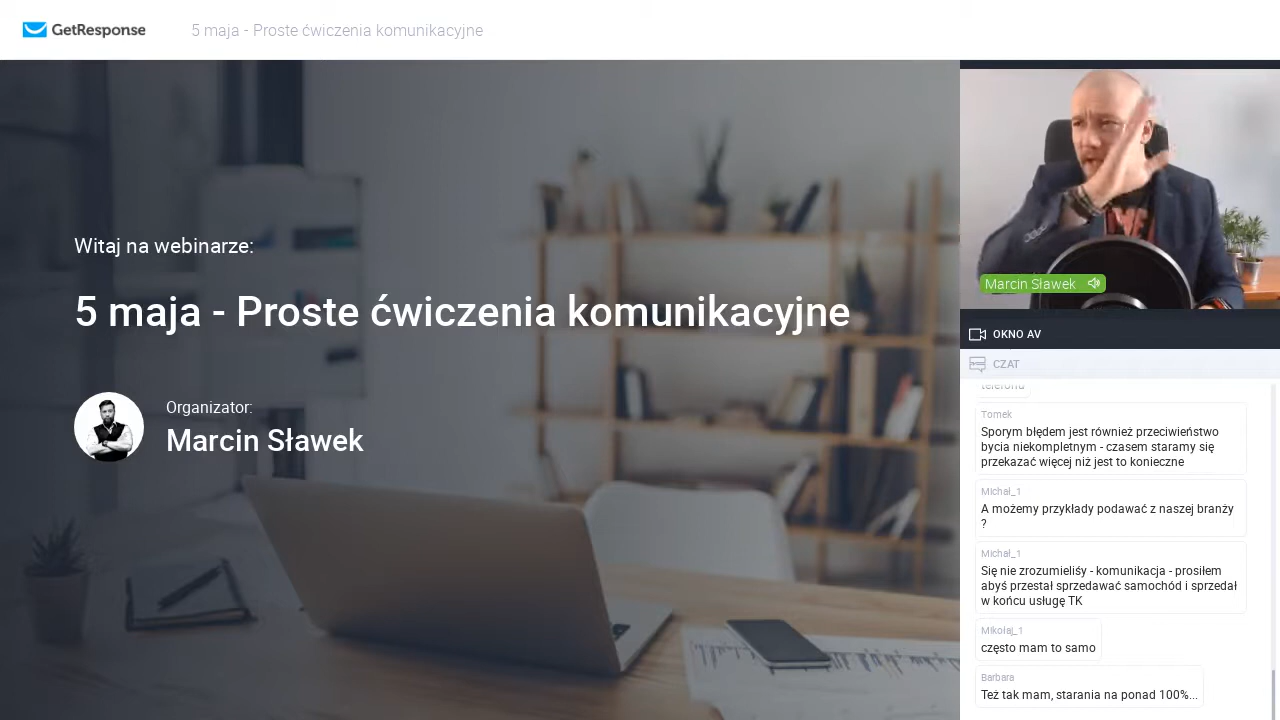 GetResponse
5 maja - Proste ćwiczenia komunikacyjne
Witaj na webinarze:
5 maja - Proste ćwiczenia komunikacyjne
Organizator:
Marcin Sławek
Marcin Sławek
OKNO AV
CZAT
telefonu
Tomek
Sporym błędem jest również przeciwieństwo
bycia niekompletnym - czasem staramy się
przekazać więcej niż jest to konieczne
Michał_1
A możemy przykłady podawać z naszej branży
?
Michał_1
Się nie zrozumieliśy - komunikacja - prosiłem
abyś przestał sprzedawać samochód i sprzedał
w końcu usługę TK
Mikołaj_1
często mam to samo
Barbara
Też tak mam, starania na ponad 100%...